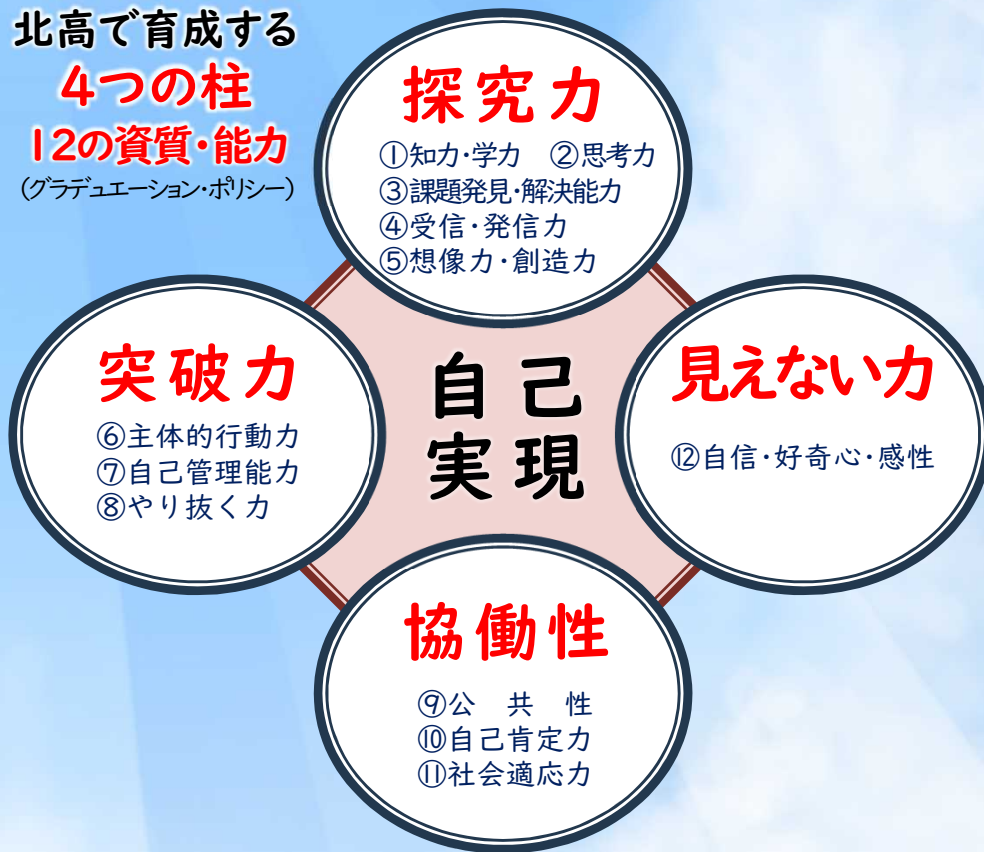 北高で育成する
4つの柱
12の資質・能力
(グラデュエーション・ポリシー)
探究力
①知力・学力 ②思考力
③課題発見・解決能力
④受信・発信力
⑤想像力・創造力
突破力
⑥主体的行動力
⑦自己管理能力
⑧やり抜く力
自己
実現
見えない力
⑫自信・好奇心・感性
協働性
⑨公 共 性
⑩自己肯定力
⑪社会適応力